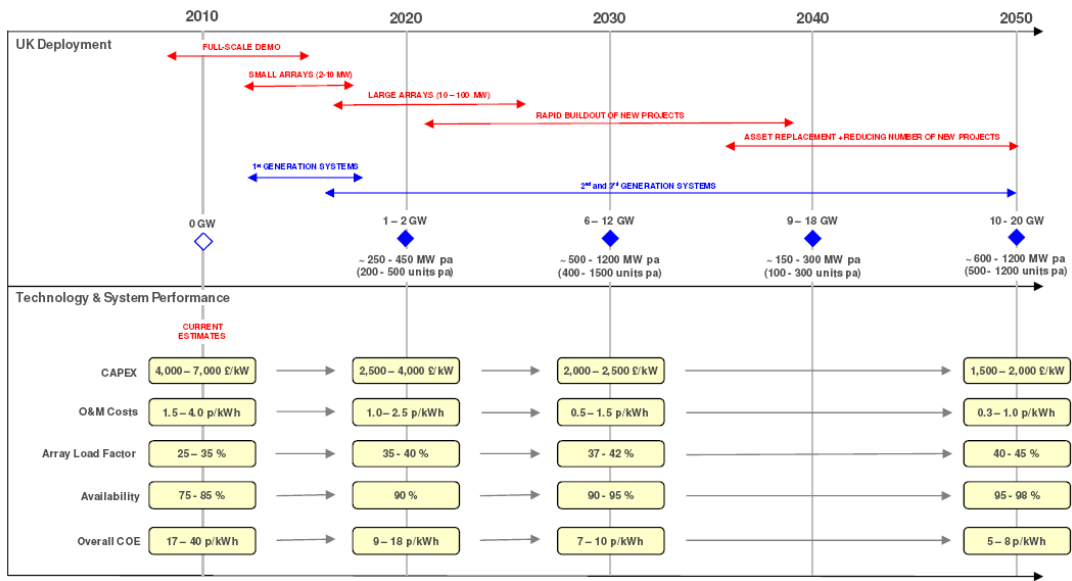 2010 2020 2030 2040 2050
UK Deployment
FULL-SCALE DEMO
SMALL ARRAYS (2-10 MW)
LARGE ARRAYS (10 – 100 MW)
RAPID BUILDOUT OF NEW PROJECTS
ASSET REPLACEMENT +REDUCING NUMBER OF NEW PROJECTS
1st GENERATION SYSTEMS
2nd and 3rd GENERATION SYSTEMS
0 GW 1 – 2 GW 6 – 12 GW 9 – 18 GW 10 - 20 GW
~ 250 - 450 MW pa ~ 500 - 1200 MW pa ~ 150 - 300 MW pa ~ 600 - 1200 MW pa
(200 - 500 units pa) (400 - 1500 units pa) (100 - 300 units pa) (500 - 1200 units pa)
Technology & System Performance
CURRENT
ESTIMATES
CAPEX 4,000 – 7,000 £/kW 2,500 – 4,000 £/kW 2,000 – 2,500 £/kW 1,500 – 2,000 £/kW
O&M Costs 1.5 – 4.0 p/kWh 1.0 – 2.5 p/kWh 0.5 – 1.5 p/kWh 0.3 – 1.0 p/kWh
Array Load Factor 25 – 35 % 35 - 40 % 37 - 42 % 40 - 45 %
Availability 75 - 85 % 90 % 90 - 95 % 95 - 98 %
Overall COE 17 – 40 p/kWh 9 – 18 p/kWh 7 – 10 p/kWh 5 – 8 p/kWh